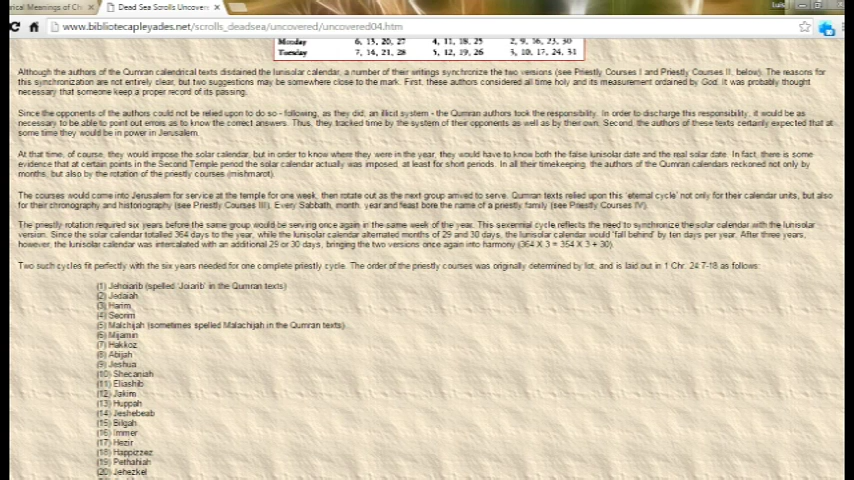 rical Meanings of Ch
Dead Sea Scrolls Uncover
www.bibliotecapleyades.net/scrolls_deadsea/uncovered/uncovered04.htm
Monday 6, 13, 20, 27 4, 11, 18, 25 2, 9, 16, 23, 30
Tuesday 7, 14, 21, 28 5, 12, 19, 26 3, 10, 17, 24, 31
Although the authors of the Qumran calendrical texts disdained the lunisolar calendar, a number of their writings synchronize the two versions (see Priestly Courses I and Priestly Courses II, below). The reasons for
this synchronization are not entirely clear, but two suggestions may be somewhere close to the mark. First, these authors considered all time holy and its measurement ordained by God. It was probably thought
necessary that someone keep a proper record of its passing.
Since the opponents of the authors could not be relied upon to do so - following, as they did, an illicit system - the Qumran authors took the responsibility. In order to discharge this responsibility, it would be as
necessary to be able to point out errors as to know the correct answers. Thus, they tracked time by the system of their opponents as well as by their own. Second, the authors of these texts certainly expected that at
some time they would be in power in Jerusalem.
At that time, of course, they would impose the solar calendar, but in order to know where they were in the year, they would have to know both the false lunisolar date and the real solar date. In fact, there is some
evidence that at certain points in the Second Temple period the solar calendar actually was imposed, at least for short periods. In all their timekeeping, the authors of the Qumran calendars reckoned not only by
months, but also by the rotation of the priestly courses (mishmarot).
The courses would come into Jerusalem for service at the temple for one week, then rotate out as the next group arrived to serve. Qumran texts relied upon this 'eternal cycle' not only for their calendar units, but also
for their chronography and historiography (see Priestly Courses III). Every Sabbath, month, year and feast bore the name of a priestly family (see Priestly Courses IV).
The priestly rotation required six years before the same group would be serving once again in the same week of the year. This sexennial cycle reflects the need to synchronize the solar calendar with the lunisolar
version. Since the solar calendar totalled 364 days to the year, while the lunisolar calendar alternated months of 29 and 30 days, the lunisolar calendar would 'fall behind' by ten days per year. After three years,
however, the lunisolar calendar was intercalated with an additional 29 or 30 days, bringing the two versions once again into harmony (364 X 3 = 354 X 3 + 30).
Two such cycles fit perfectly with the six years needed for one complete priestly cycle. The order of the priestly courses was originally determined by lot, and is laid out in 1 Chr. 24:7-18 as follows:
(1) Jehoiarib (spelled 'Joiarib' in the Qumran texts)
(2) Jedaiah
(3) Harim
(4) Seorim
(5) Malchijah (sometimes spelled Malachijah in the Qumran texts)
(6) Mijamin
(7) Hakkoz
(8) Abijah
(9) Jeshua
(10) Shecaniah
(11) Eliashib
(12) Jakim
(13) Huppah
(14) Jeshebeab
(15) Bilgah
(16) Immer
(17) Hezir
(18) Happizzez
(19) Pethahiah
(20) Jehezkel